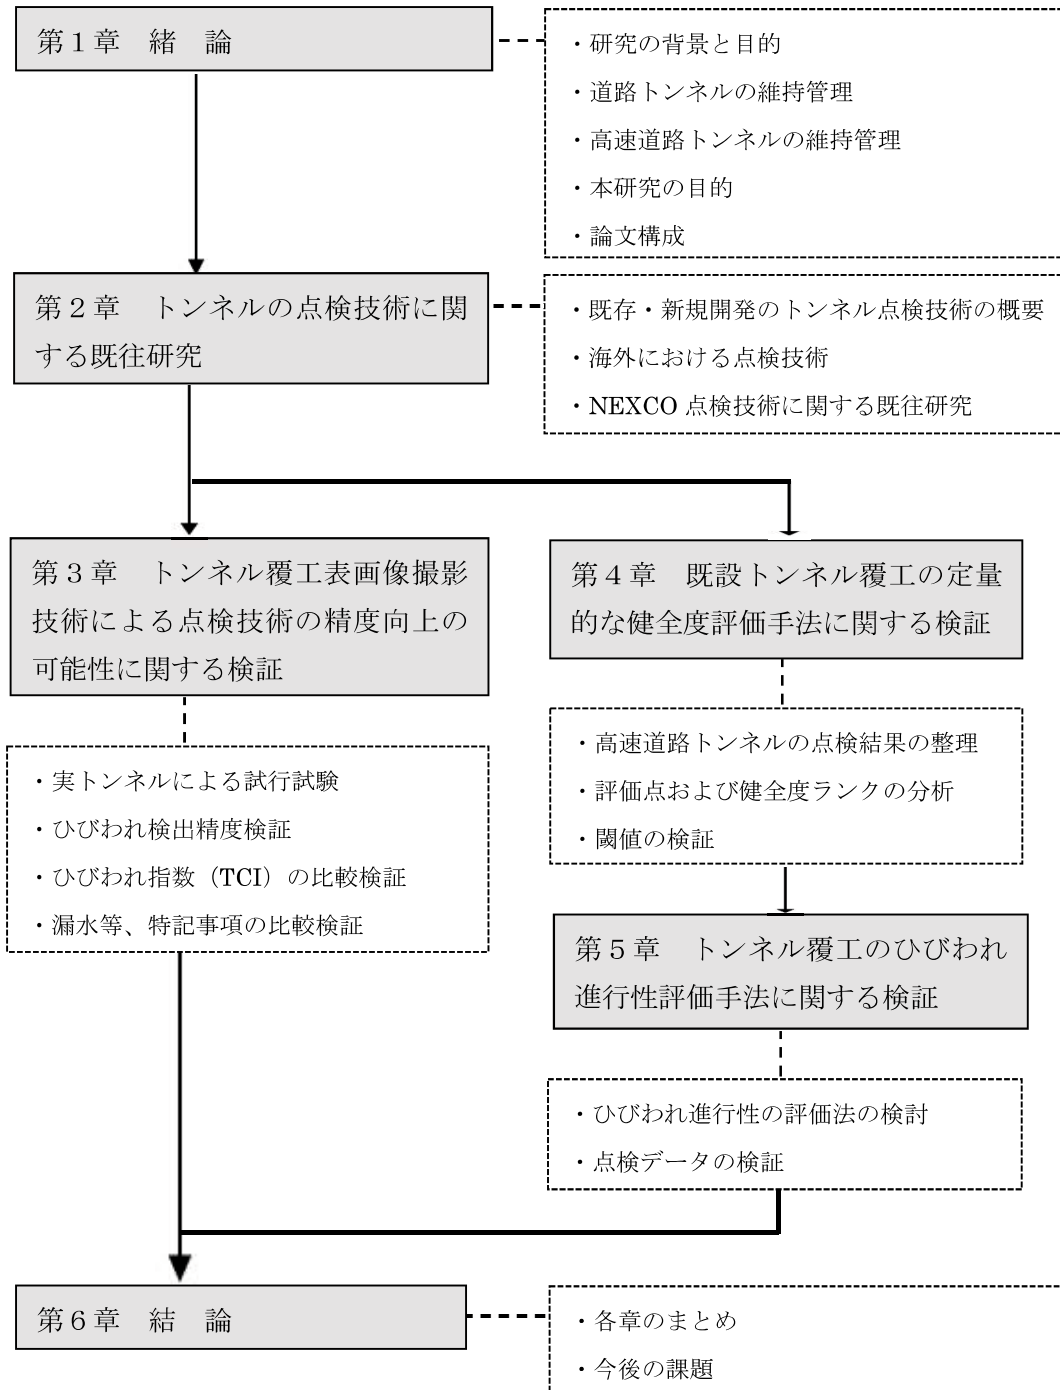 第1章　緒　論
・研究の背景と目的
・道路トンネルの維持管理
・高速道路トンネルの維持管理
・本研究の目的
・論文構成
第2章　トンネルの点検技術に関
する既往研究
・既存・新規開発のトンネル点検技術の概要
・海外における点検技術
・NEXCO 点検技術に関する既往研究
第3章　トンネル覆工表画像撮影
技術による点検技術の精度向上の
可能性に関する検証
・実トンネルによる試行試験
・ひびわれ検出精度検証
・ひびわれ指数（TCI）の比較検証
・漏水等、特記事項の比較検証
第4章　既設トンネル覆工の定量
的な健全度評価手法に関する検証
・高速道路トンネルの点検結果の整理
・評価点および健全度ランクの分析
・閾値の検証
第5章　トンネル覆工のひびわれ
進行性評価手法に関する検証
・ひびわれ進行性の評価法の検討
・点検データの検証
第6章　結　論
・各章のまとめ
・今後の課題